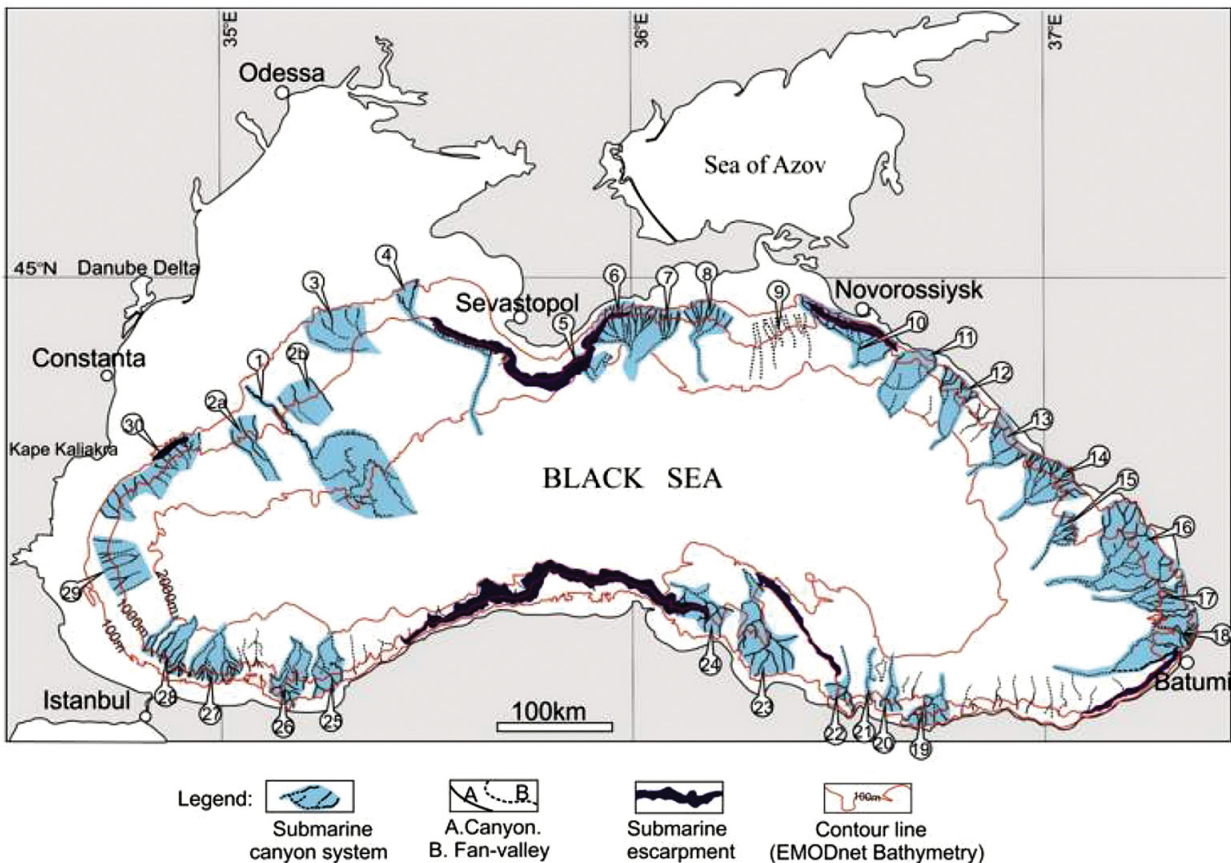 35°E
36°E
37°E
Odessa
Sea of Azov
45°N
Danube Delta
3
4
Sevastopol
6
7
8
9
Novorossiysk
5
10
11
Constanta
1
2b
12
2a
30
13
Kape Kaliakra
14
BLACK SEA
15
16
29
2000m
1000m
100m
17
18
24
Batumi
28
27
23
Istanbul
26
25
100km
22
21
20
19
Legend:
A
B
100m
Submarine
canyon system
A.Canyon.
B. Fan-valley
Submarine
escarpment
Contour line
(EMODnet Bathymetry)